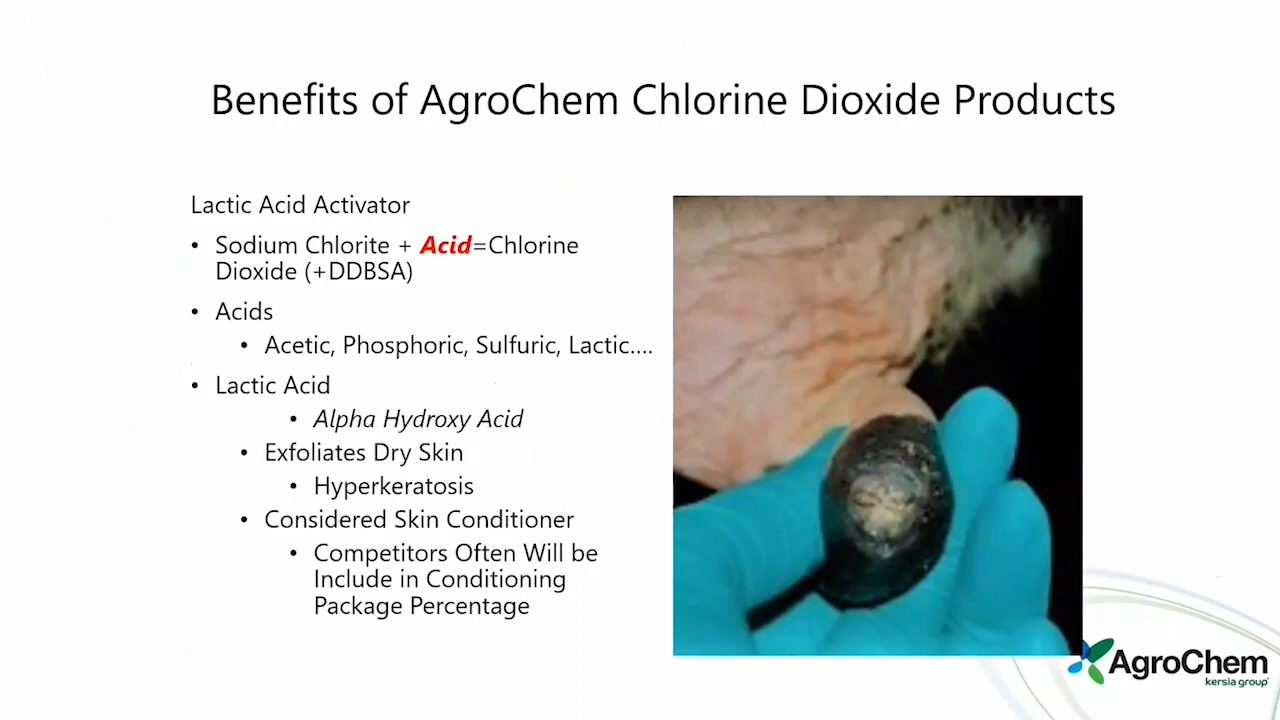 Benefits of AgroChem Chlorine Dioxide Products
Lactic Acid Activator
• Sodium Chlorite + Acid=Chlorine
Dioxide (+DDBSA)
• Acids
• Acetic, Phosphoric, Sulfuric, Lactic....
• Lactic Acid
• Alpha Hydroxy Acid
• Exfoliates Dry Skin
• Hyperkeratosis
• Considered Skin Conditioner
• Competitors Often Will be
Include in Conditioning
Package Percentage
AgroChem
kersia group